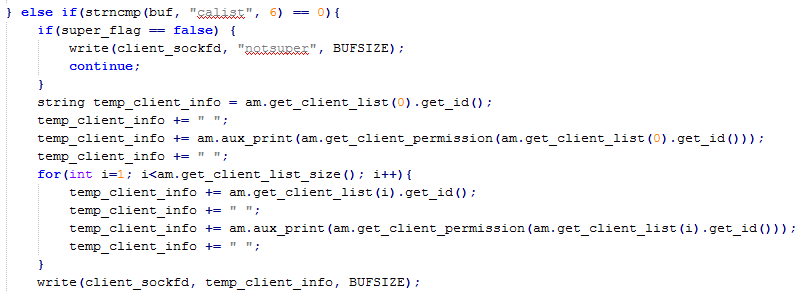 } else if(strncmp(buf, "calist", 6) == 0){
if(super_flag == false) {
write(client_sockfd, "notsuper", BUFSIZE);
continue;
}
string temp_client_info = am.get_client_list(0).get_id();
temp_client_info += " ";
temp_client_info += am.aux_print(am.get_client_permission(am.get_client_list(0).get_id()));
temp_client_info += " ";
for(int i=1; i<am.get_client_list_size(); i++){
temp_client_info += am.get_client_list(i).get_id();
temp_client_info += " ";
temp_client_info += am.aux_print(am.get_client_permission(am.get_client_list(i).get_id()));
temp_client_info += " ";
}
write(client_sockfd, temp_client_info, BUFSIZE);